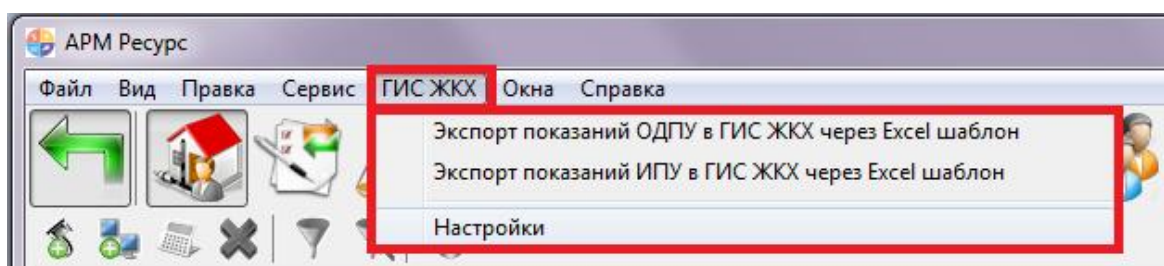 АРМ Ресурс
Файл Вид Правка Сервис ГИС ЖКХ Окна Справка
Экспорт показаний ОДПУ в ГИС ЖКХ через Excel шаблон
Экспорт показаний ИПУ в ГИС ЖКХ через Excel шаблон
Настройки